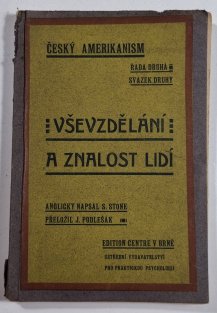 ČESKÝ AMERIKANISM
ŘADA DRUHÁ
SVAZEK DRUHÝ
VŠEVZDĚLÁNÍ
A ZNALOST LIDÍ
ANGLICKY NAPSAL S. STONE
PŘELOŽIL J. PODLEŠÁK
EDITION CENTRE V BRNĚ
ÚSTŘEDNÍ VYDAVATELSTVÍ
PRO PRAKTICKOU PSYCHOLOGII